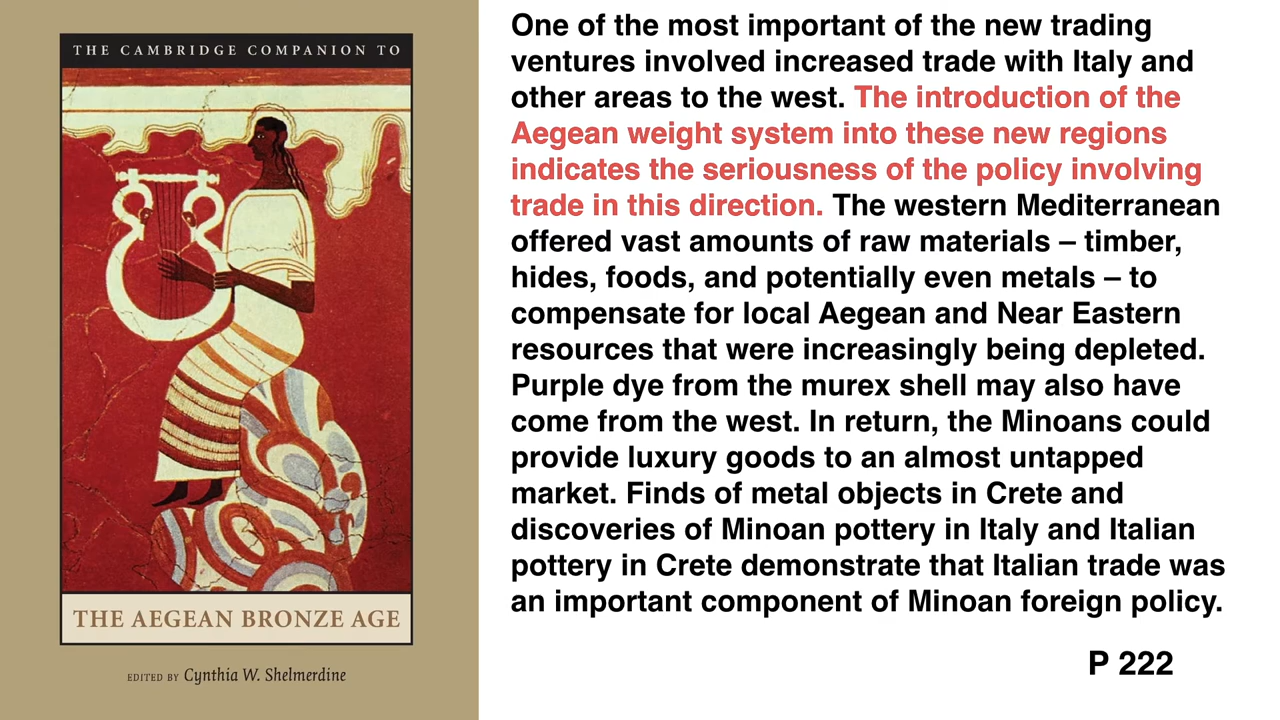 THE CAMBRIDGE COMPANION TO
THE AEGEAN BRONZE AGE
EDITED BY Cynthia W. Shelmerdine
One of the most important of the new trading
ventures involved increased trade with Italy and
other areas to the west. The introduction of the
Aegean weight system into these new regions
indicates the seriousness of the policy involving
trade in this direction. The western Mediterranean
offered vast amounts of raw materials – timber,
hides, foods, and potentially even metals – to
compensate for local Aegean and Near Eastern
resources that were increasingly being depleted.
Purple dye from the murex shell may also have
come from the west. In return, the Minoans could
provide luxury goods to an almost untapped
market. Finds of metal objects in Crete and
discoveries of Minoan pottery in Italy and Italian
pottery in Crete demonstrate that Italian trade was
an important component of Minoan foreign policy.
P 222